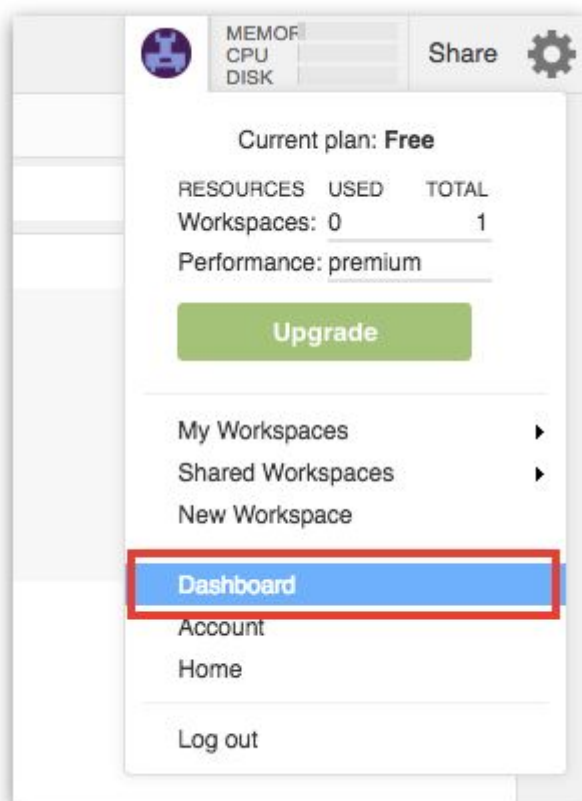 MEMOR
CPU
DISK
Share
Current plan: Free
RESOURCES USED TOTAL
Workspaces: 0 1
Performance: premium
Upgrade
My Workspaces
Shared Workspaces
New Workspace
Dashboard
Account
Home
Log out